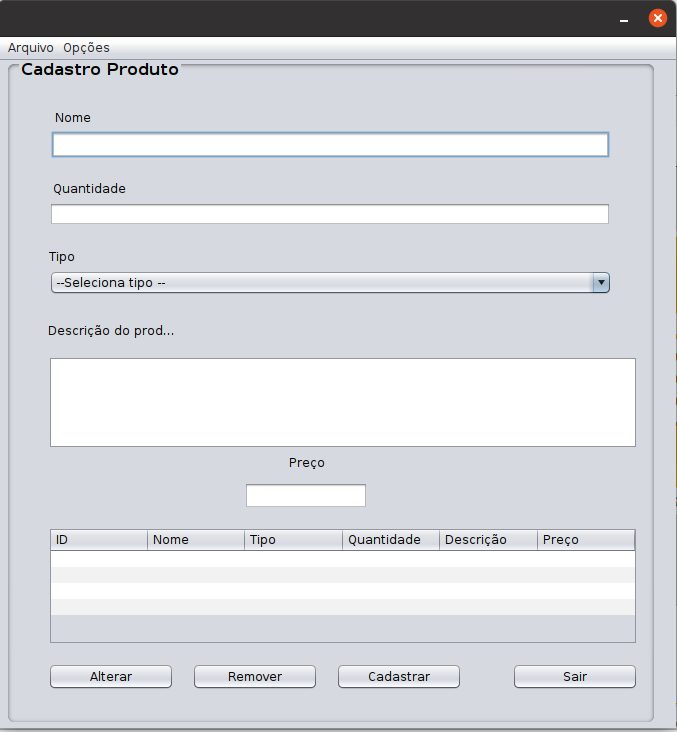 Arquivo Opções
Cadastro Produto
Nome
Quantidade
Tipo
--Seleciona tipo --
Descrição do prod...
Preço
ID Nome Tipo Quantidade Descrição Preço
Alterar Remover Cadastrar Sair